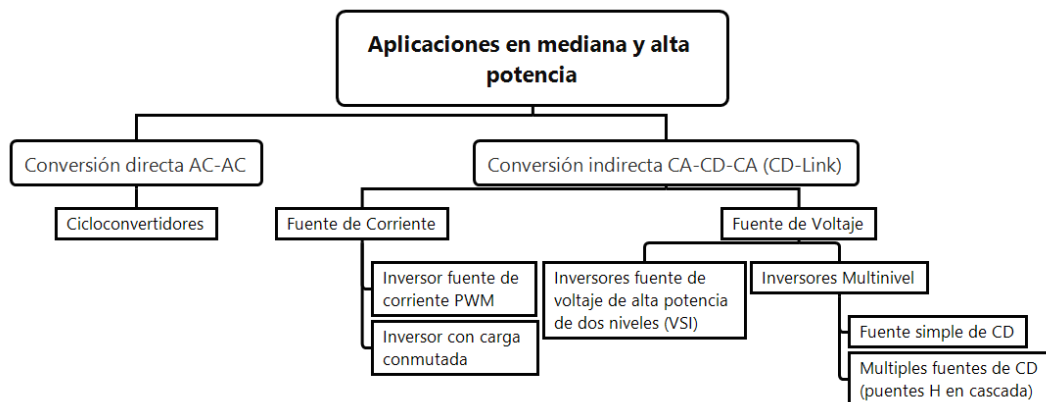 Aplicaciones en mediana y alta
potencia
Conversión directa AC-AC
Conversión indirecta CA-CD-CA (CD-Link)
Cicloconvertidores
Fuente de Corriente
Fuente de Voltaje
Inversor fuente de
corriente PWM
Inversor con carga
conmutada
Inversores fuente de
voltaje de alta potencia
de dos niveles (VSI)
Inversores Multinivel
Fuente simple de CD
Multiples fuentes de CD
(puentes H en cascada)